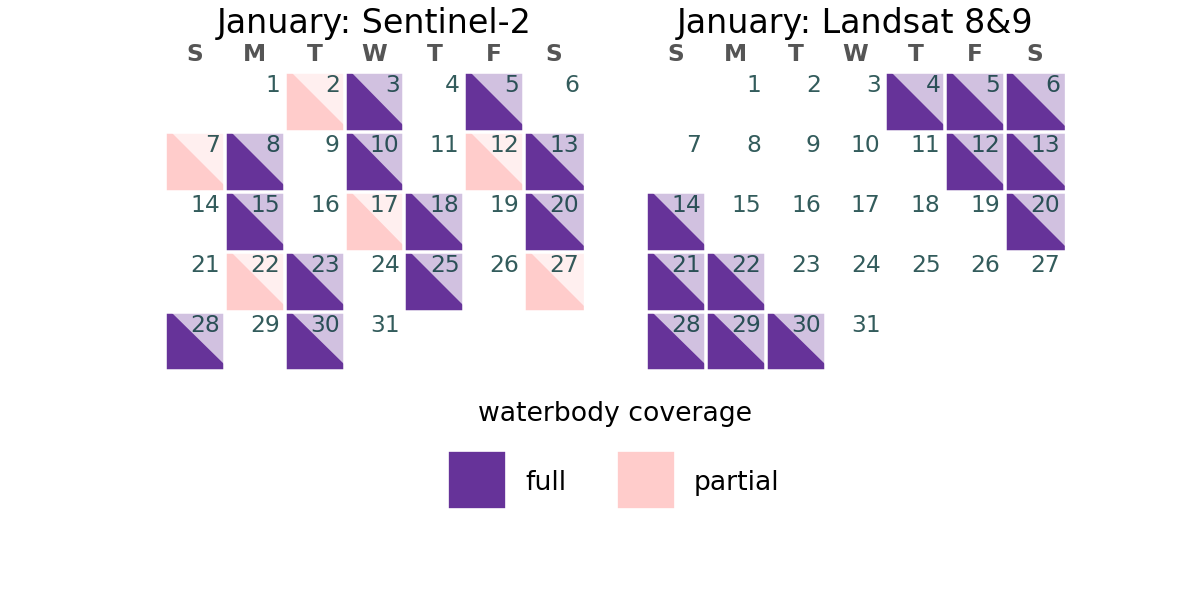 January: Sentinel-2
S M T W T F S
1 2 3 4 5 6
7 8 9 10 11 12 13
14 15 16 17 18 19 20
21 22 23 24 25 26 27
28 29 30 31
January: Landsat 8&9
S M T W T F S
1 2 3 4 5 6
7 8 9 10 11 12 13
14 15 16 17 18 19 20
21 22 23 24 25 26 27
28 29 30 31
waterbody coverage
full partial